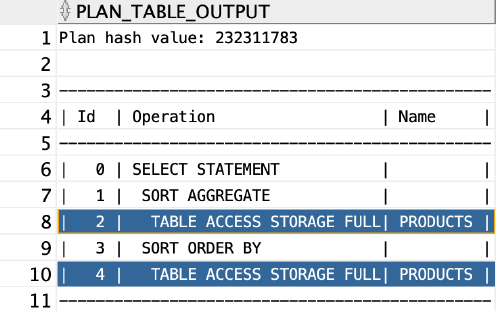 PLAN_TABLE_OUTPUT
1 Plan hash value: 232311783
2
3 ------------------------------------------------
4 | Id | Operation | Name |
5 ------------------------------------------------
6 | 0 | SELECT STATEMENT | |
7 | 1 | SORT AGGREGATE | |
8 | 2 | TABLE ACCESS STORAGE FULL| PRODUCTS |
9 | 3 | SORT ORDER BY | |
10 | 4 | TABLE ACCESS STORAGE FULL| PRODUCTS |
11 ------------------------------------------------